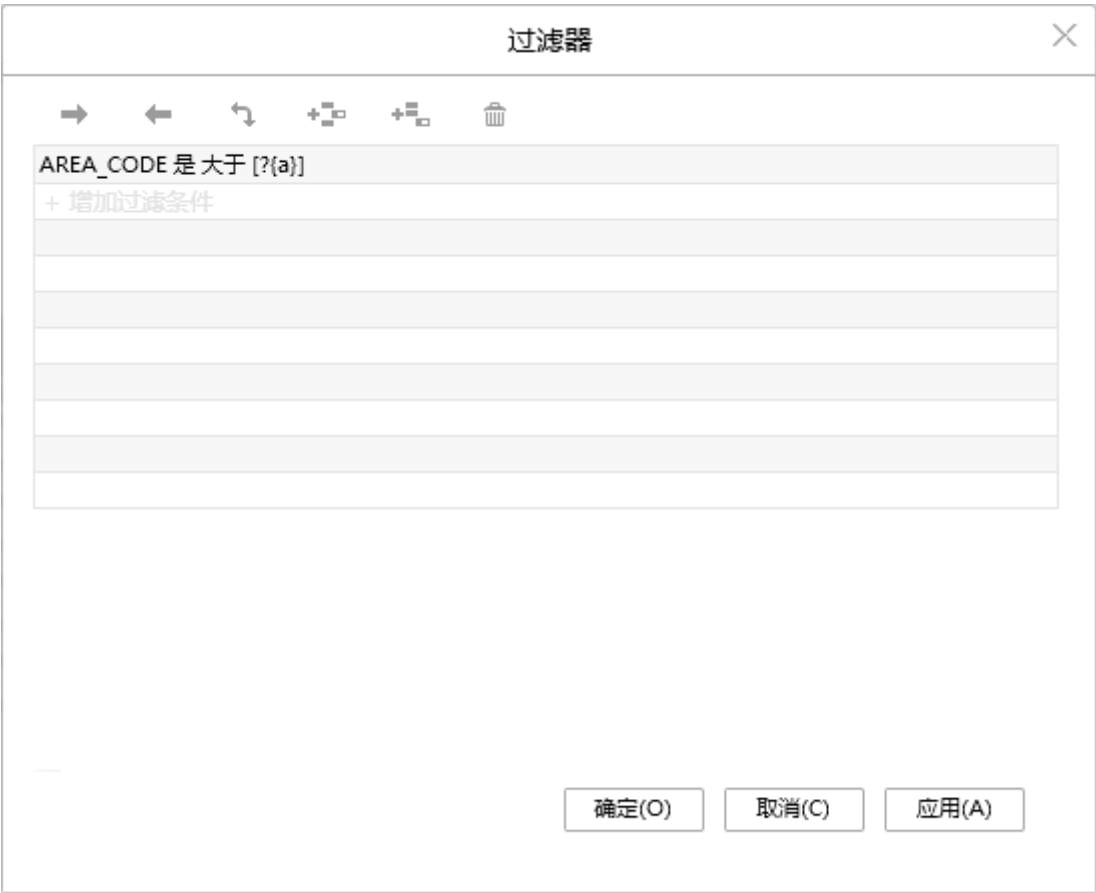 过滤器
AREA_CODE 是 大于 [?{a}]
+ 增加过滤条件
确定(O)
取消(C)
应用(A)